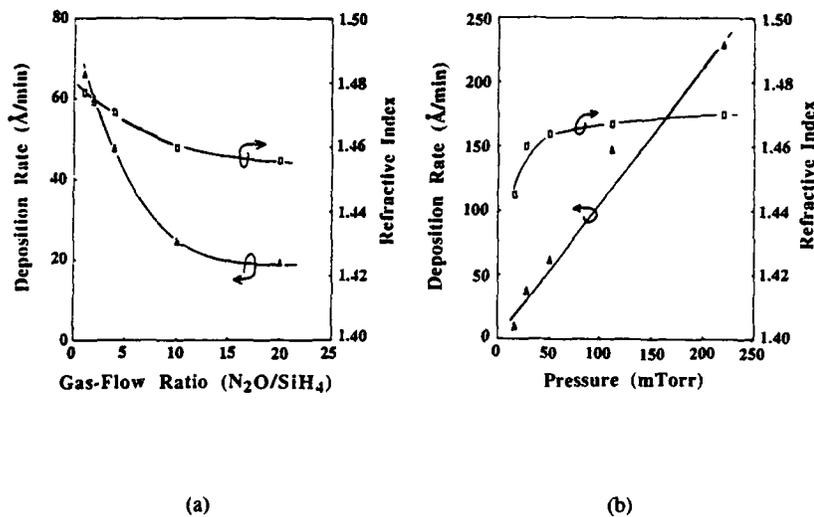 80
60
40
20
0
Deposition Rate (Å/min)
1.50
1.48
1.46
1.44
1.42
1.40
Refractive Index
0 5 10 15 20 25
Gas-Flow Ratio (N₂O/SiH₄)
(a)
250
200
150
100
50
0
Deposition Rate (Å/min)
1.50
1.48
1.46
1.44
1.42
1.40
Refractive Index
0 100 200
Pressure (mTorr)
(b)